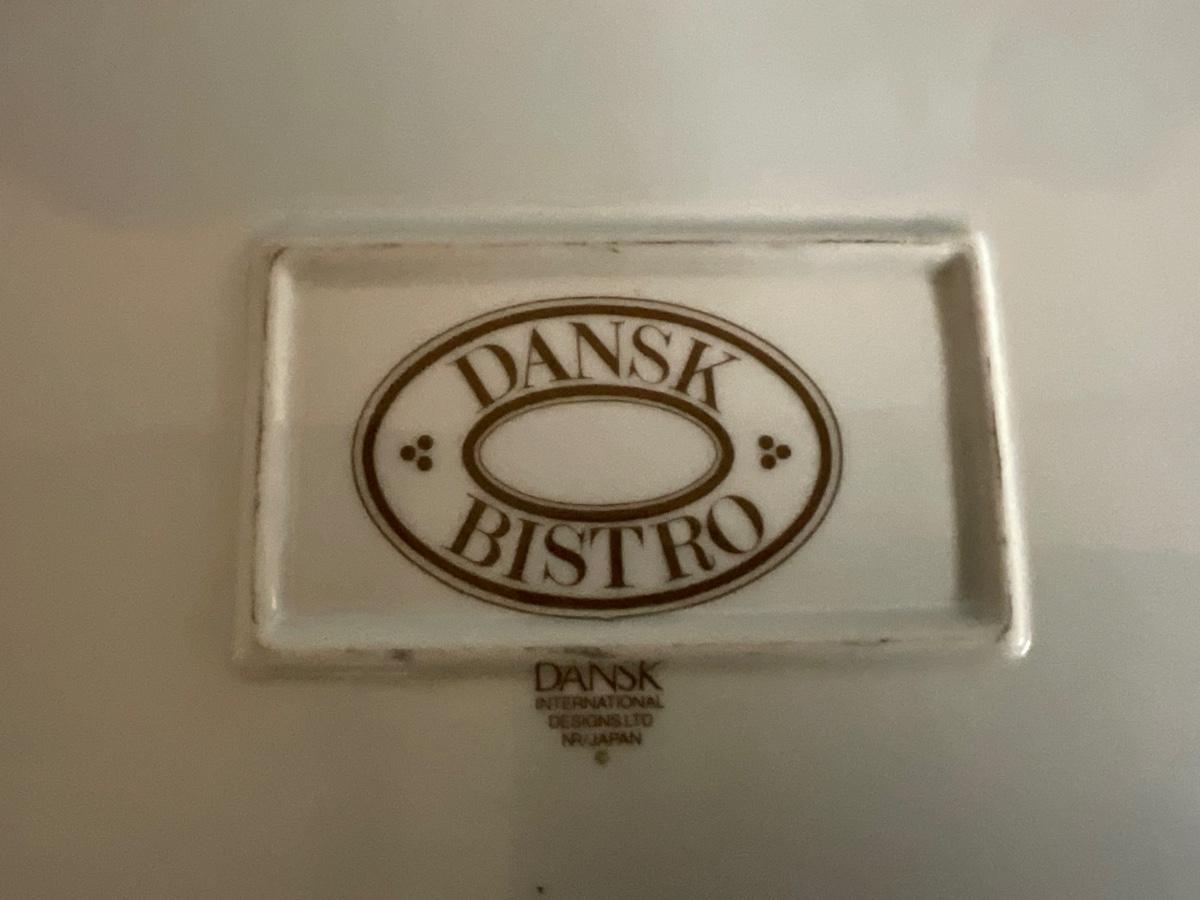 DANSK
BISTRO
DANSK
INTERNATIONAL
DESIGNS LTD
NR/JAPAN